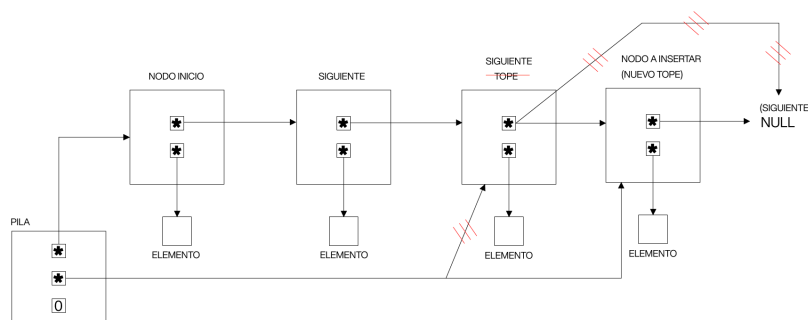 NODO INICIO
SIGUIENTE
SIGUIENTE
TOPE
NODO A INSERTAR
(NUEVO TOPE)
(SIGUIENTE
NULL
*
*
*
*
*
*
*
*
ELEMENTO
ELEMENTO
ELEMENTO
ELEMENTO
PILA
*
*
0